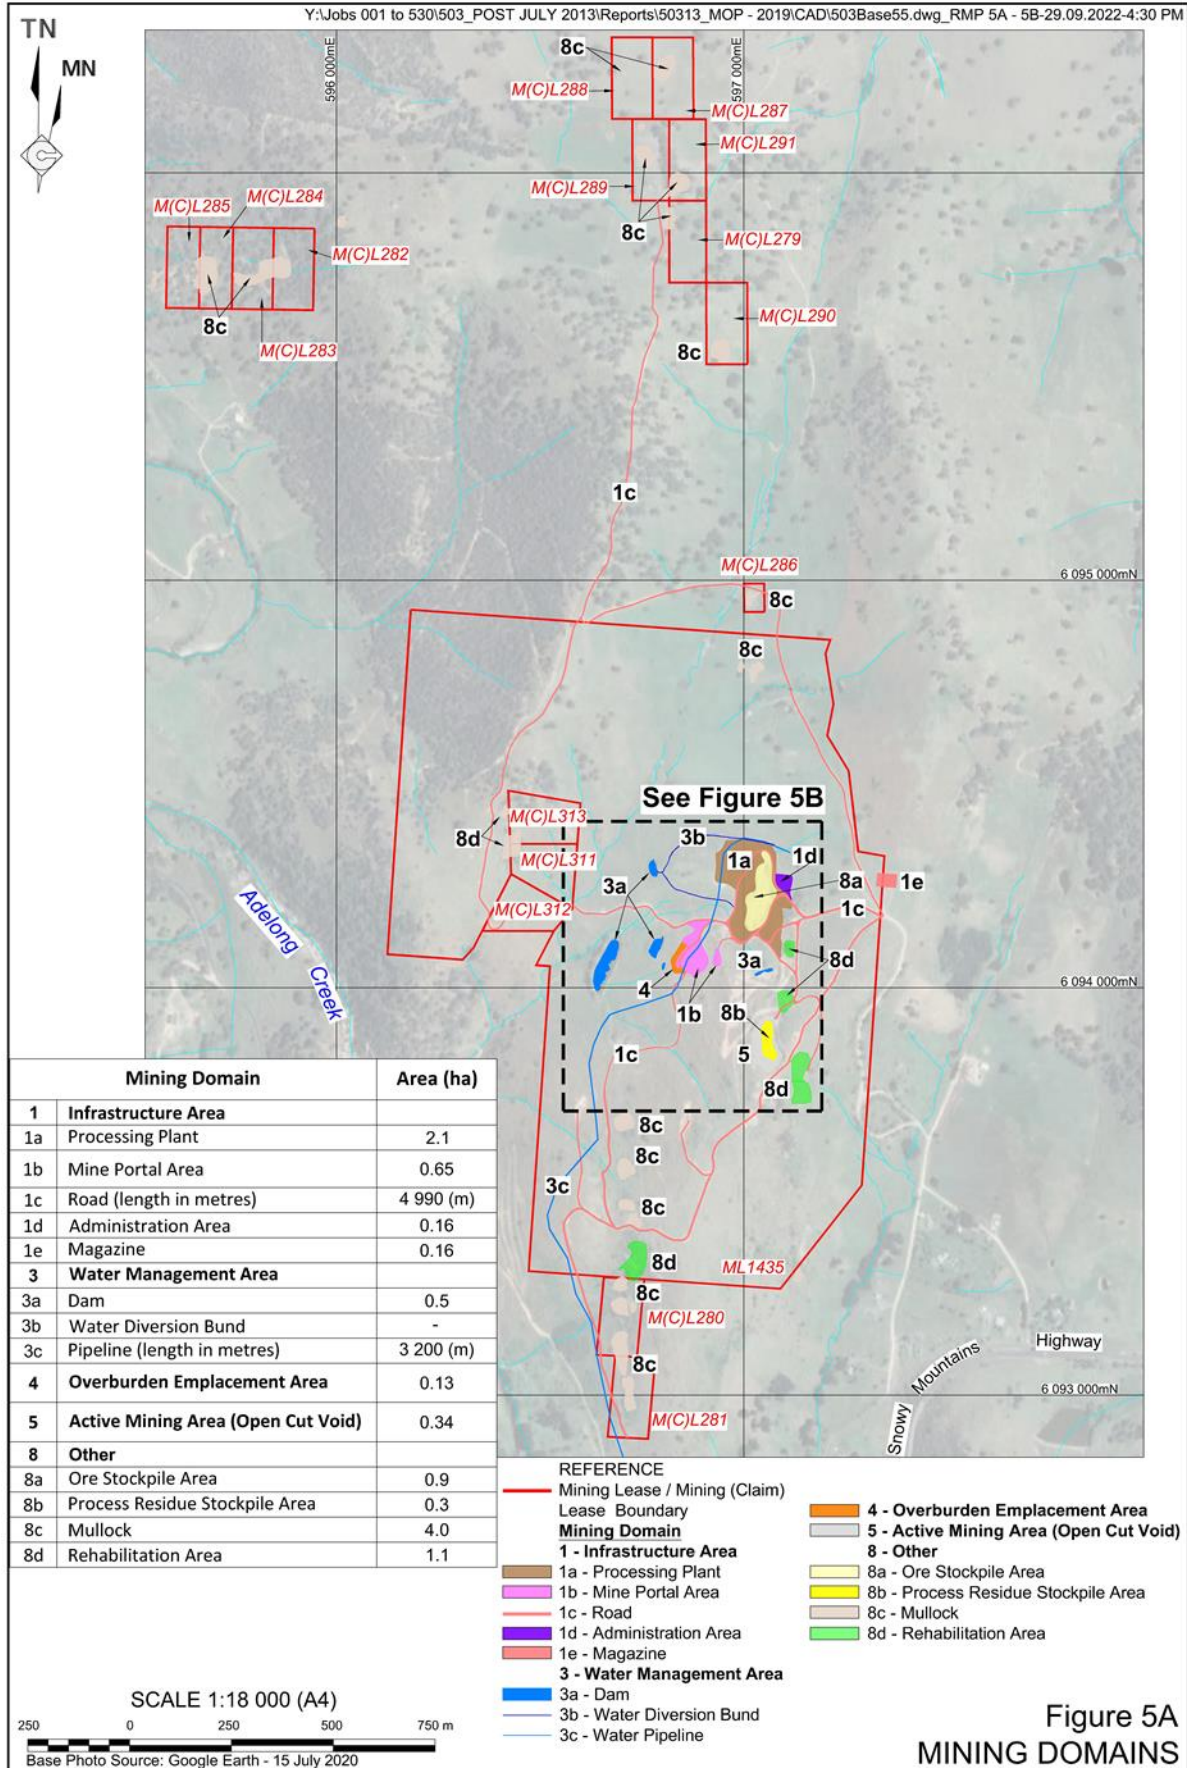 Y:\Jobs 001 to 530\503_POST JULY 2013\Reports\50313_MOP - 2019\CAD\503Base55.dwg_RMP 5A - 5B-29.09.2022-4:30 PM
TN
MN
596 000mE
597 000mE
8c
M(C)L288
M(C)L287
M(C)L291
M(C)L289
8c
M(C)L279
M(C)L284
M(C)L285
M(C)L282
8c
M(C)L283
M(C)L290
8c
1c
M(C)L286
6 095 000mN
8c
8c
See Figure 5B
M(C)L313
8d
M(C)L311
M(C)L312
3b
1a
1d
3a
8a
1e
1c
3a
8d
4
1b
8b
6 094 000mN
1c
5
8d
Adelong Creek
8c
8c
3c
8c
8d
ML1435
8c
M(C)L280
8c
M(C)L281
Highway
Mountains
Snowy
6 093 000mN
Mining Domain Area (ha)
1 Infrastructure Area
1a Processing Plant 2.1
1b Mine Portal Area 0.65
1c Road (length in metres) 4 990 (m)
1d Administration Area 0.16
1e Magazine 0.16
3 Water Management Area
3a Dam 0.5
3b Water Diversion Bund -
3c Pipeline (length in metres) 3 200 (m)
4 Overburden Emplacement Area 0.13
5 Active Mining Area (Open Cut Void) 0.34
8 Other
8a Ore Stockpile Area 0.9
8b Process Residue Stockpile Area 0.3
8c Mullock 4.0
8d Rehabilitation Area 1.1
REFERENCE
Mining Lease / Mining (Claim)
Lease Boundary
Mining Domain
1 - Infrastructure Area
1a - Processing Plant
1b - Mine Portal Area
1c - Road
1d - Administration Area
1e - Magazine
3 - Water Management Area
3a - Dam
3b - Water Diversion Bund
3c - Water Pipeline
4 - Overburden Emplacement Area
5 - Active Mining Area (Open Cut Void)
8 - Other
8a - Ore Stockpile Area
8b - Process Residue Stockpile Area
8c - Mullock
8d - Rehabilitation Area
SCALE 1:18 000 (A4)
250 0 250 500 750 m
Base Photo Source: Google Earth - 15 July 2020
Figure 5A
MINING DOMAINS